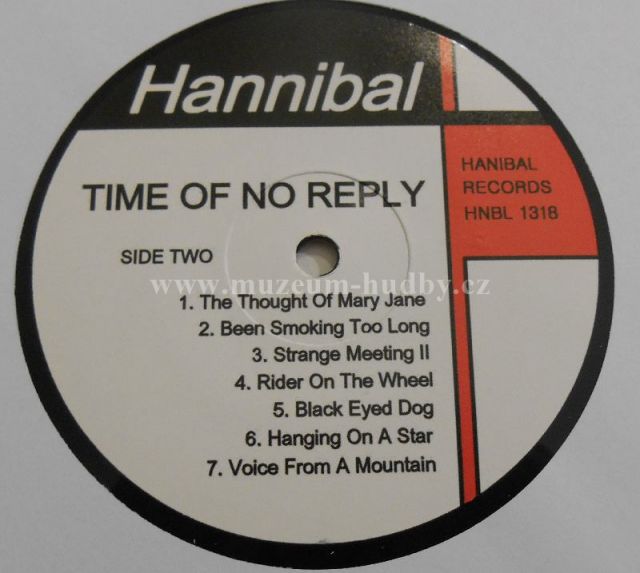 Hannibal
HANIBAL
RECORDS
HNBL 1318
TIME OF NO REPLY
SIDE TWO
www.muzeum-hudby.cz
1. The Thought Of Mary Jane
2. Been Smoking Too Long
3. Strange Meeting II
4. Rider On The Wheel
5. Black Eyed Dog
6. Hanging On A Star
7. Voice From A Mountain